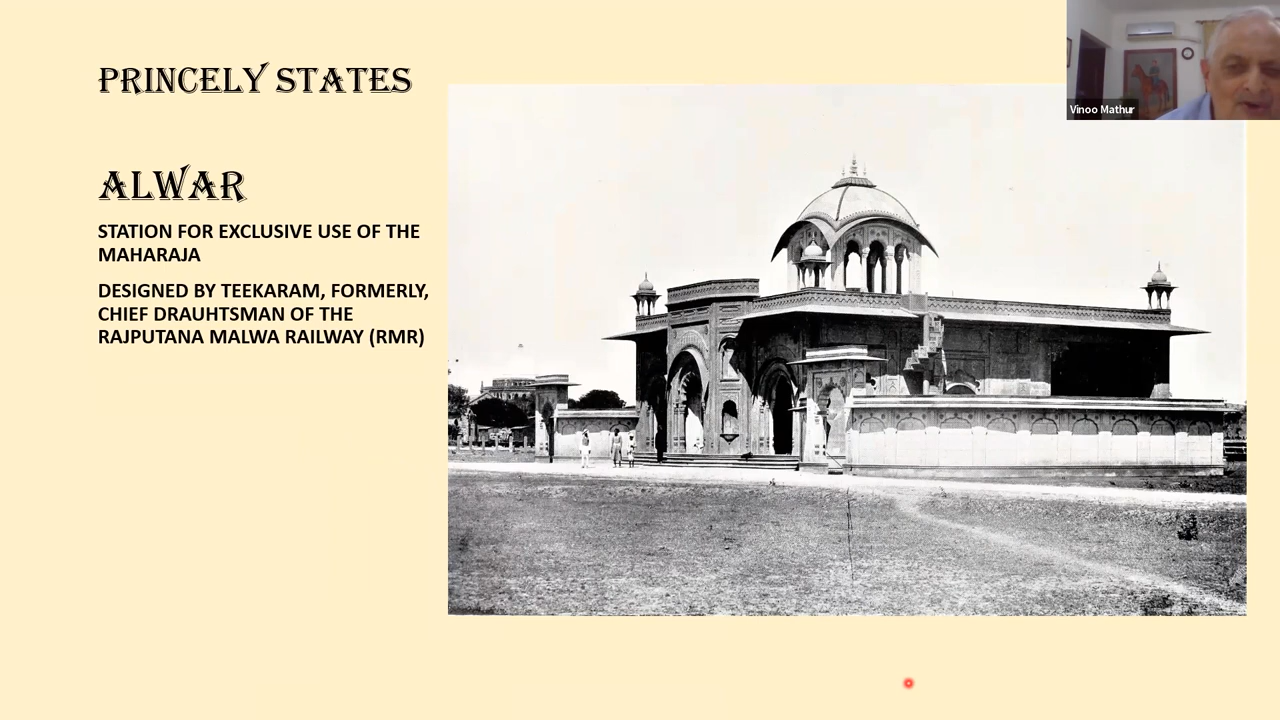 PRINCELY STATES
ALWAR
STATION FOR EXCLUSIVE USE OF THE
MAHARAJA
DESIGNED BY TEEKARAM, FORMERLY,
CHIEF DRAUHTSMAN OF THE
RAJPUTANA MALWA RAILWAY (RMR)
Vinoo Mathur